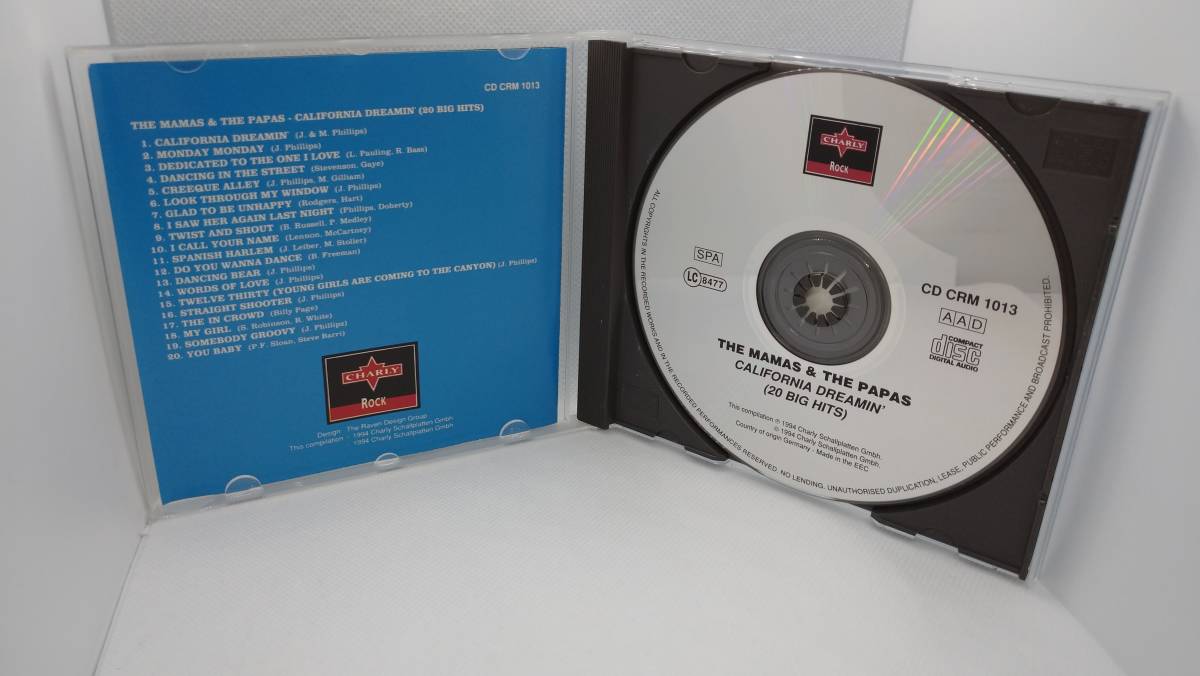 CD CRM 1013
THE MAMAS & THE PAPAS - CALIFORNIA DREAMIN' (20 BIG HITS)
1. CALIFORNIA DREAMIN' (J. & M. Phillips)
2. MONDAY MONDAY (J. Phillips)
3. DEDICATED TO THE ONE I LOVE (L. Pauling, R. Bass)
4. DANCING IN THE STREET (Stevenson, Gaye)
5. CREEQUE ALLEY (J. Phillips, M. Gilham)
6. LOOK THROUGH MY WINDOW (J. Phillips)
7. GLAD TO BE UNHAPPY (Rodgers, Hart)
8. I SAW HER AGAIN LAST NIGHT (Phillips, Doherty)
9. TWIST AND SHOUT (B. Russell, P. Medley)
10. I CALL YOUR NAME (Lennon, McCartney)
11. SPANISH HARLEM (J. Leiber, M. Stoller)
12. DO YOU WANNA DANCE (B. Freeman)
13. DANCING BEAR (J. Phillips)
14. WORDS OF LOVE (J. Phillips)
15. TWELVE THIRTY (YOUNG GIRLS ARE COMING TO THE CANYON) (J. Phillips)
16. STRAIGHT SHOOTER (J. Phillips)
17. THE IN CROWD (Billy Page)
18. MY GIRL (S. Robinson, R. White)
19. SOMEBODY GROOVY (J. Phillips)
20. YOU BABY (P.F. Sloan, Steve Barri)
CHARLY
ROCK
Design: The Raven Design Group
This compilation: 1994 Charly Schallplatten Gmbh.
1994 Charly Schallplatten Gmbh.
CHARLY
ROCK
SPA
LC 8477
CD CRM 1013
AAD
COMPACT
disc
DIGITAL AUDIO
THE MAMAS & THE PAPAS
CALIFORNIA DREAMIN'
(20 BIG HITS)
This compilation ℗ 1994 Charly Schallplatten Gmbh.
© 1994 Charly Schallplatten Gmbh.
Country of origin Germany - Made in the EEC
ALL COPYRIGHTS IN THE RECORDED WORKS AND IN THE RECORDED PERFORMANCES RESERVED. NO LENDING. UNAUTHORISED DUPLICATION, LEASE, PUBLIC PERFORMANCE AND BROADCAST PROHIBITED.